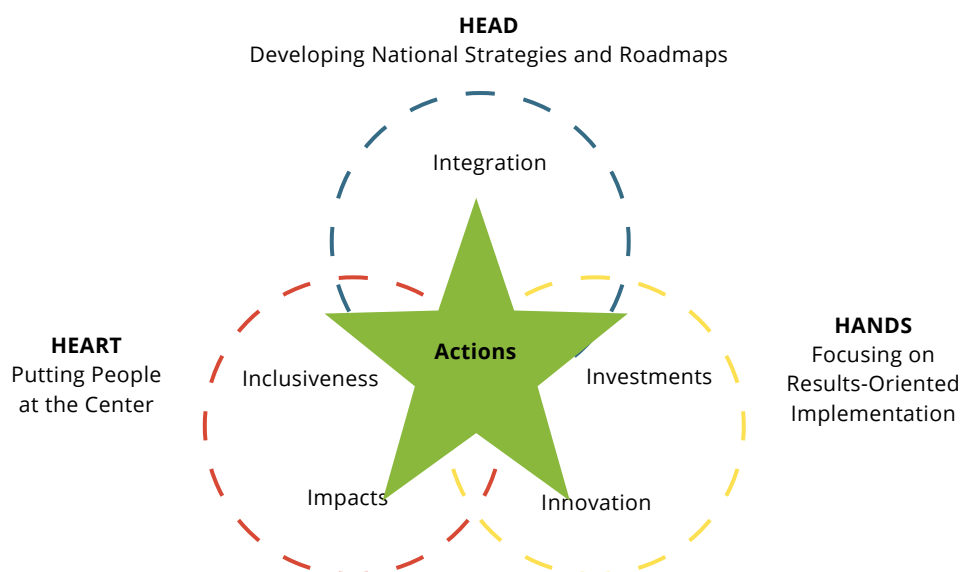 HEAD
Developing National Strategies and Roadmaps
Integration
Actions
HEART
Putting People
at the Center
Inclusiveness
Investments
HANDS
Focusing on
Results-Oriented
Implementation
Impacts
Innovation